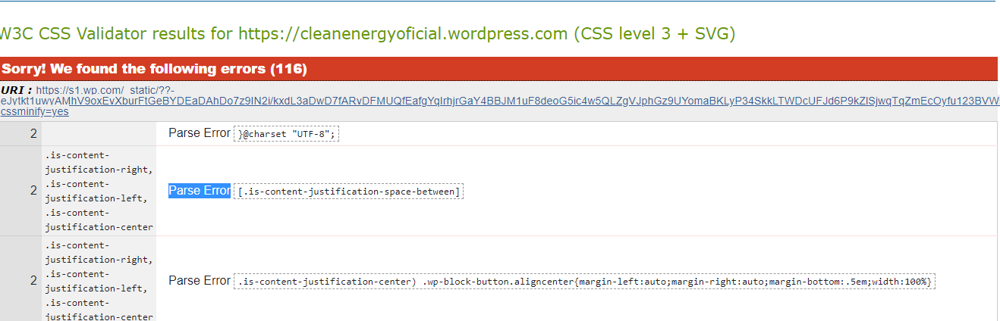 W3C CSS Validator results for https://cleanenergyoficial.wordpress.com (CSS level 3 + SVG)
Sorry! We found the following errors (116)
URI : https://s1.wp.com/_static/??-
eJytkt1uwyAMhV9oxEvXburFtGeBYDEaDAhDo7z9IN2i/kxdL3aDwD7fARvDFMUQfEafgYqIrhjrGaY4BBJM1uF8deoG5ic4w5QLZgVJphGz9UYomaBKLyP34SkkLTWDcUFJd6P9kZISjwqTqZmEcOyfu123BVW
cssminify=yes
2 Parse Error }@charset "UTF-8";
2 .is-content-
justification-right,
.is-content-
justification-left,
.is-content-
justification-center
Parse Error [.is-content-justification-space-between]
2 .is-content-
justification-right,
.is-content-
justification-left,
.is-content-
justification-center
Parse Error .is-content-justification-center) .wp-block-button.aligncenter{margin-left:auto;margin-right:auto;margin-bottom:.5em;width:100%}